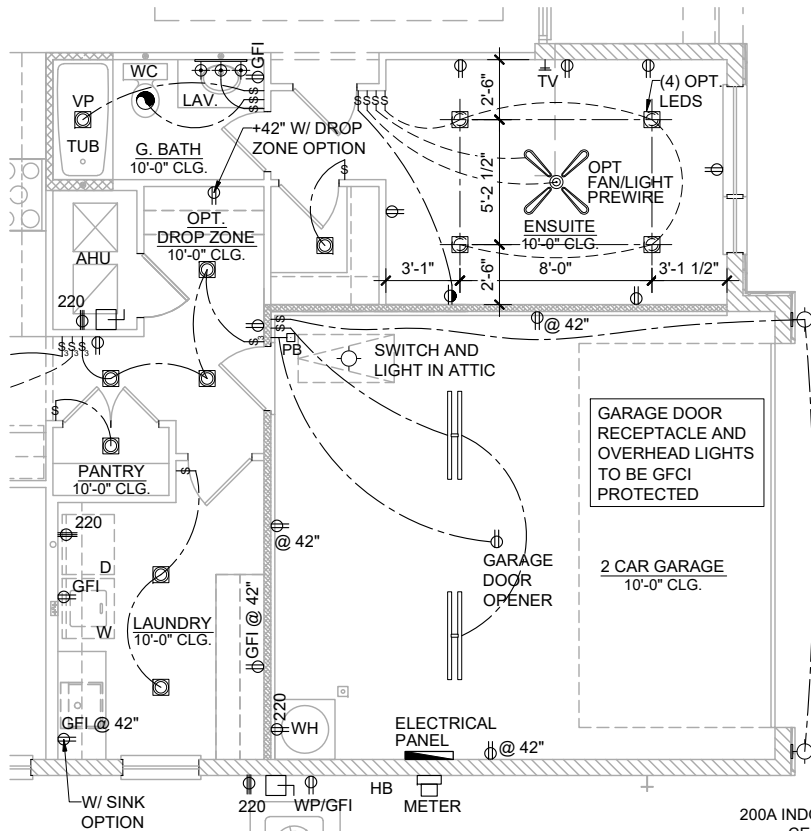 WC
GFI
VP
TUB
LAV.
G. BATH
10'-0" CLG.
+42" W/ DROP
ZONE OPTION
$
$
$
$
$
$
$
TV
(4) OPT.
LEDS
2'-6"
5'-2 1/2"
2'-6"
OPT
FAN/LIGHT
PREWIRE
ENSUITE
10'-0" CLG.
3'-1"
8'-0"
3'-1 1/2"
$
OPT.
DROP ZONE
10'-0" CLG.
AHU
220
@ 42"
$
$
$3
PB
SWITCH AND
LIGHT IN ATTIC
$3
$3
$3
$
PANTRY
10'-0" CLG.
$
GARAGE DOOR
RECEPTACLE AND
OVERHEAD LIGHTS
TO BE GFCI
PROTECTED
220
D
GFI
W
@ 42"
GARAGE
DOOR
OPENER
2 CAR GARAGE
10'-0" CLG.
LAUNDRY
10'-0" CLG.
GFI @ 42"
GFI @ 42"
220
WH
ELECTRICAL
PANEL
@ 42"
W/ SINK
OPTION
220
WP/GFI
HB
METER
200A INDO